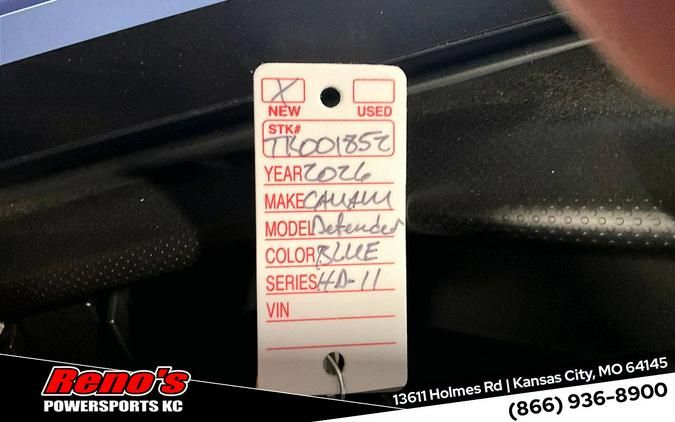 X
NEW USED
STK#
TK001852
YEAR 2026
MAKE CANAM
MODEL Defender
COLOR BLUE
SERIES HD-11
VIN
Reno's
POWERSPORTS KC
13611 Holmes Rd | Kansas City, MO 64145
(866) 936-8900